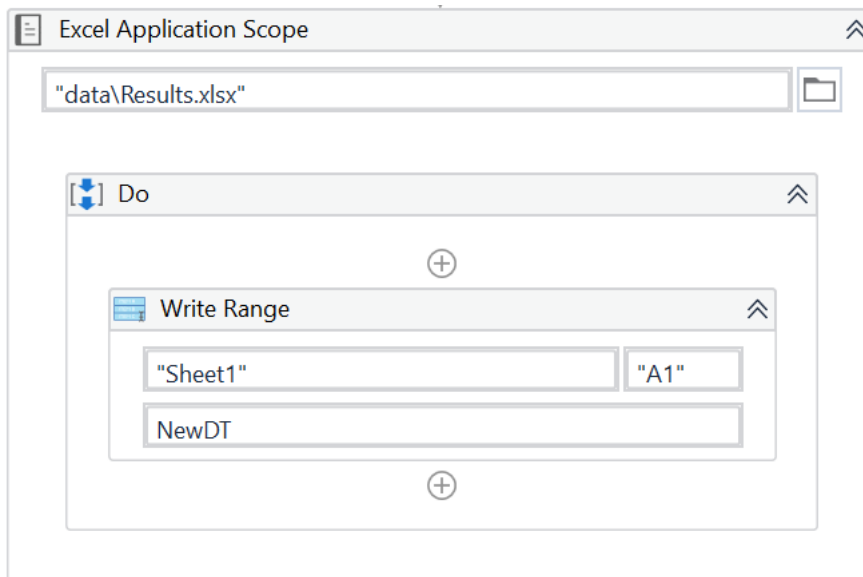 Excel Application Scope
"data\Results.xlsx"
Do
Write Range
"Sheet1" "A1"
NewDT